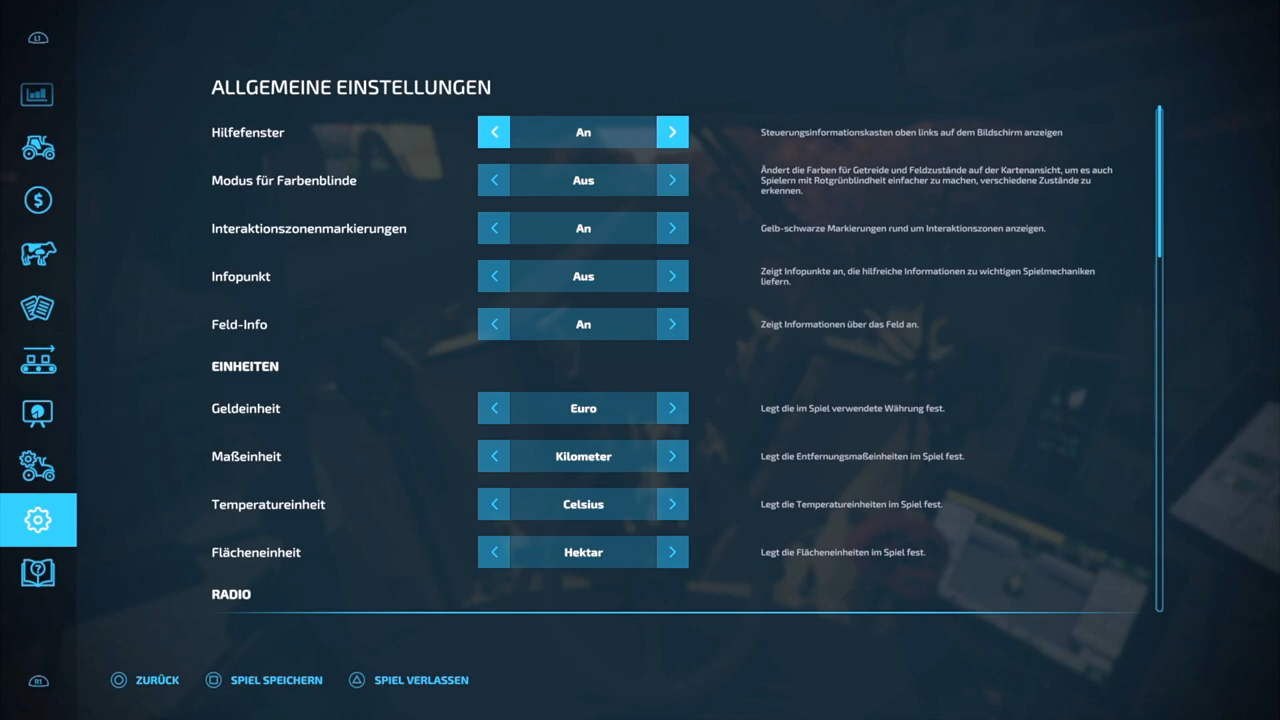 L1
ALLGEMEINE EINSTELLUNGEN
Hilfefenster An Steuerungsinformationskasten oben links auf dem Bildschirm anzeigen
Modus für Farbenblinde Aus Ändert die Farben für Getreide und Feldzustände auf der Kartenansicht, um es auch
Spielern mit Rotgrünblindheit einfacher zu machen, verschiedene Zustände zu
erkennen.
Interaktionszonenmarkierungen An Gelb-schwarze Markierungen rund um Interaktionszonen anzeigen.
Infopunkt Aus Zeigt Infopunkte an, die hilfreiche Informationen zu wichtigen Spielmechaniken
liefern.
Feld-Info An Zeigt Informationen über das Feld an.
EINHEITEN
Geldeinheit Euro Legt die im Spiel verwendete Währung fest.
Maßeinheit Kilometer Legt die Entfernungsmaßeinheiten im Spiel fest.
Temperatureinheit Celsius Legt die Temperatureinheiten im Spiel fest.
Flächeneinheit Hektar Legt die Flächeneinheiten im Spiel fest.
RADIO
R1
ZURÜCK SPIEL SPEICHERN SPIEL VERLASSEN